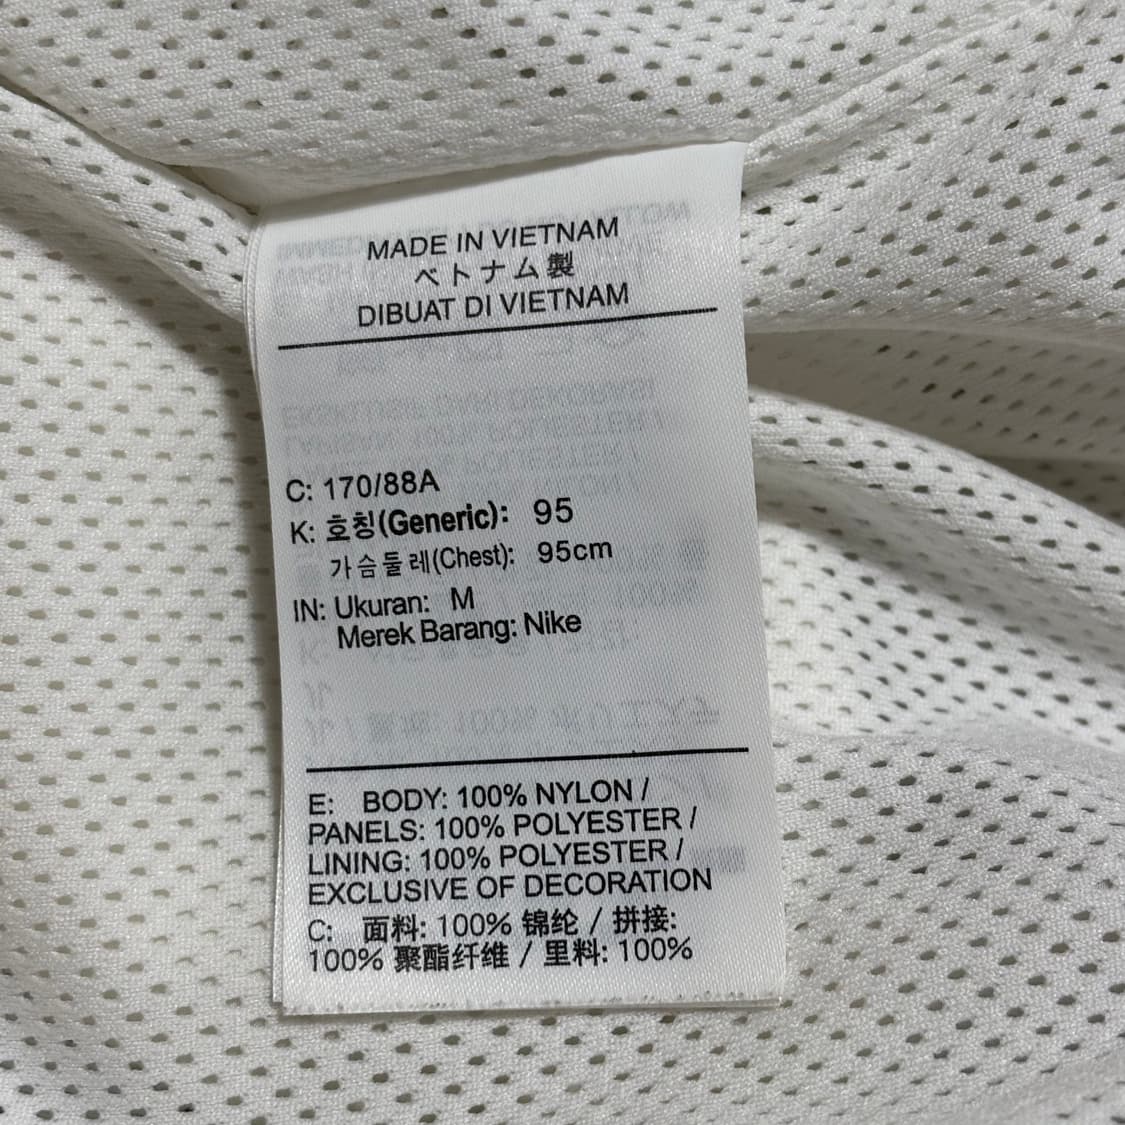 MADE IN VIETNAM
ベトナム製
DIBUAT DI VIETNAM
C: 170/88A
K: 호칭(Generic): 95
가슴둘레(Chest): 95cm
IN: Ukuran: M
Merek Barang: Nike
E: BODY: 100% NYLON /
PANELS: 100% POLYESTER /
LINING: 100% POLYESTER /
EXCLUSIVE OF DECORATION
C: 面料: 100% 锦纶 / 拼接:
100% 聚酯纤维 / 里料: 100%